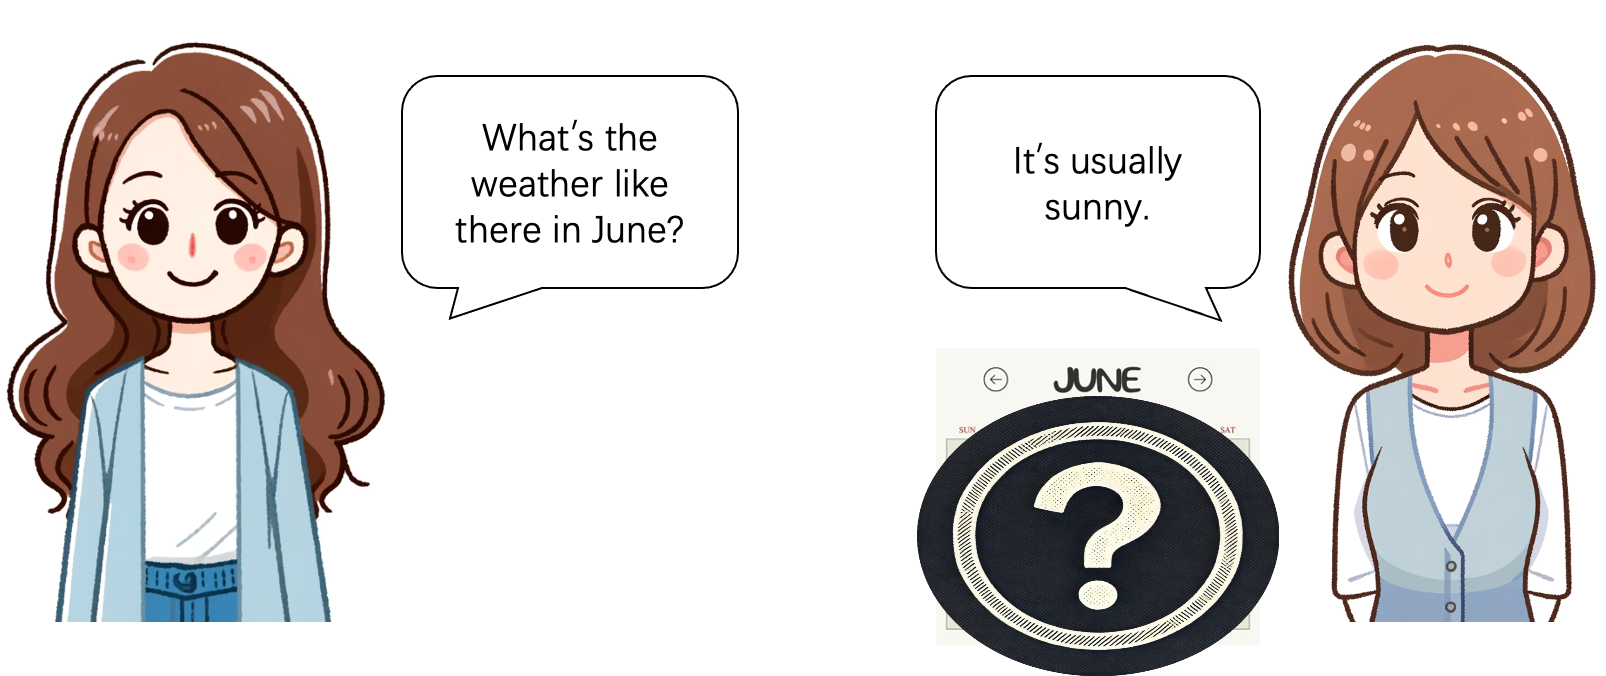 What's the
weather like
there in June?
It's usually
sunny.
JUNE
SUN
SAT
?